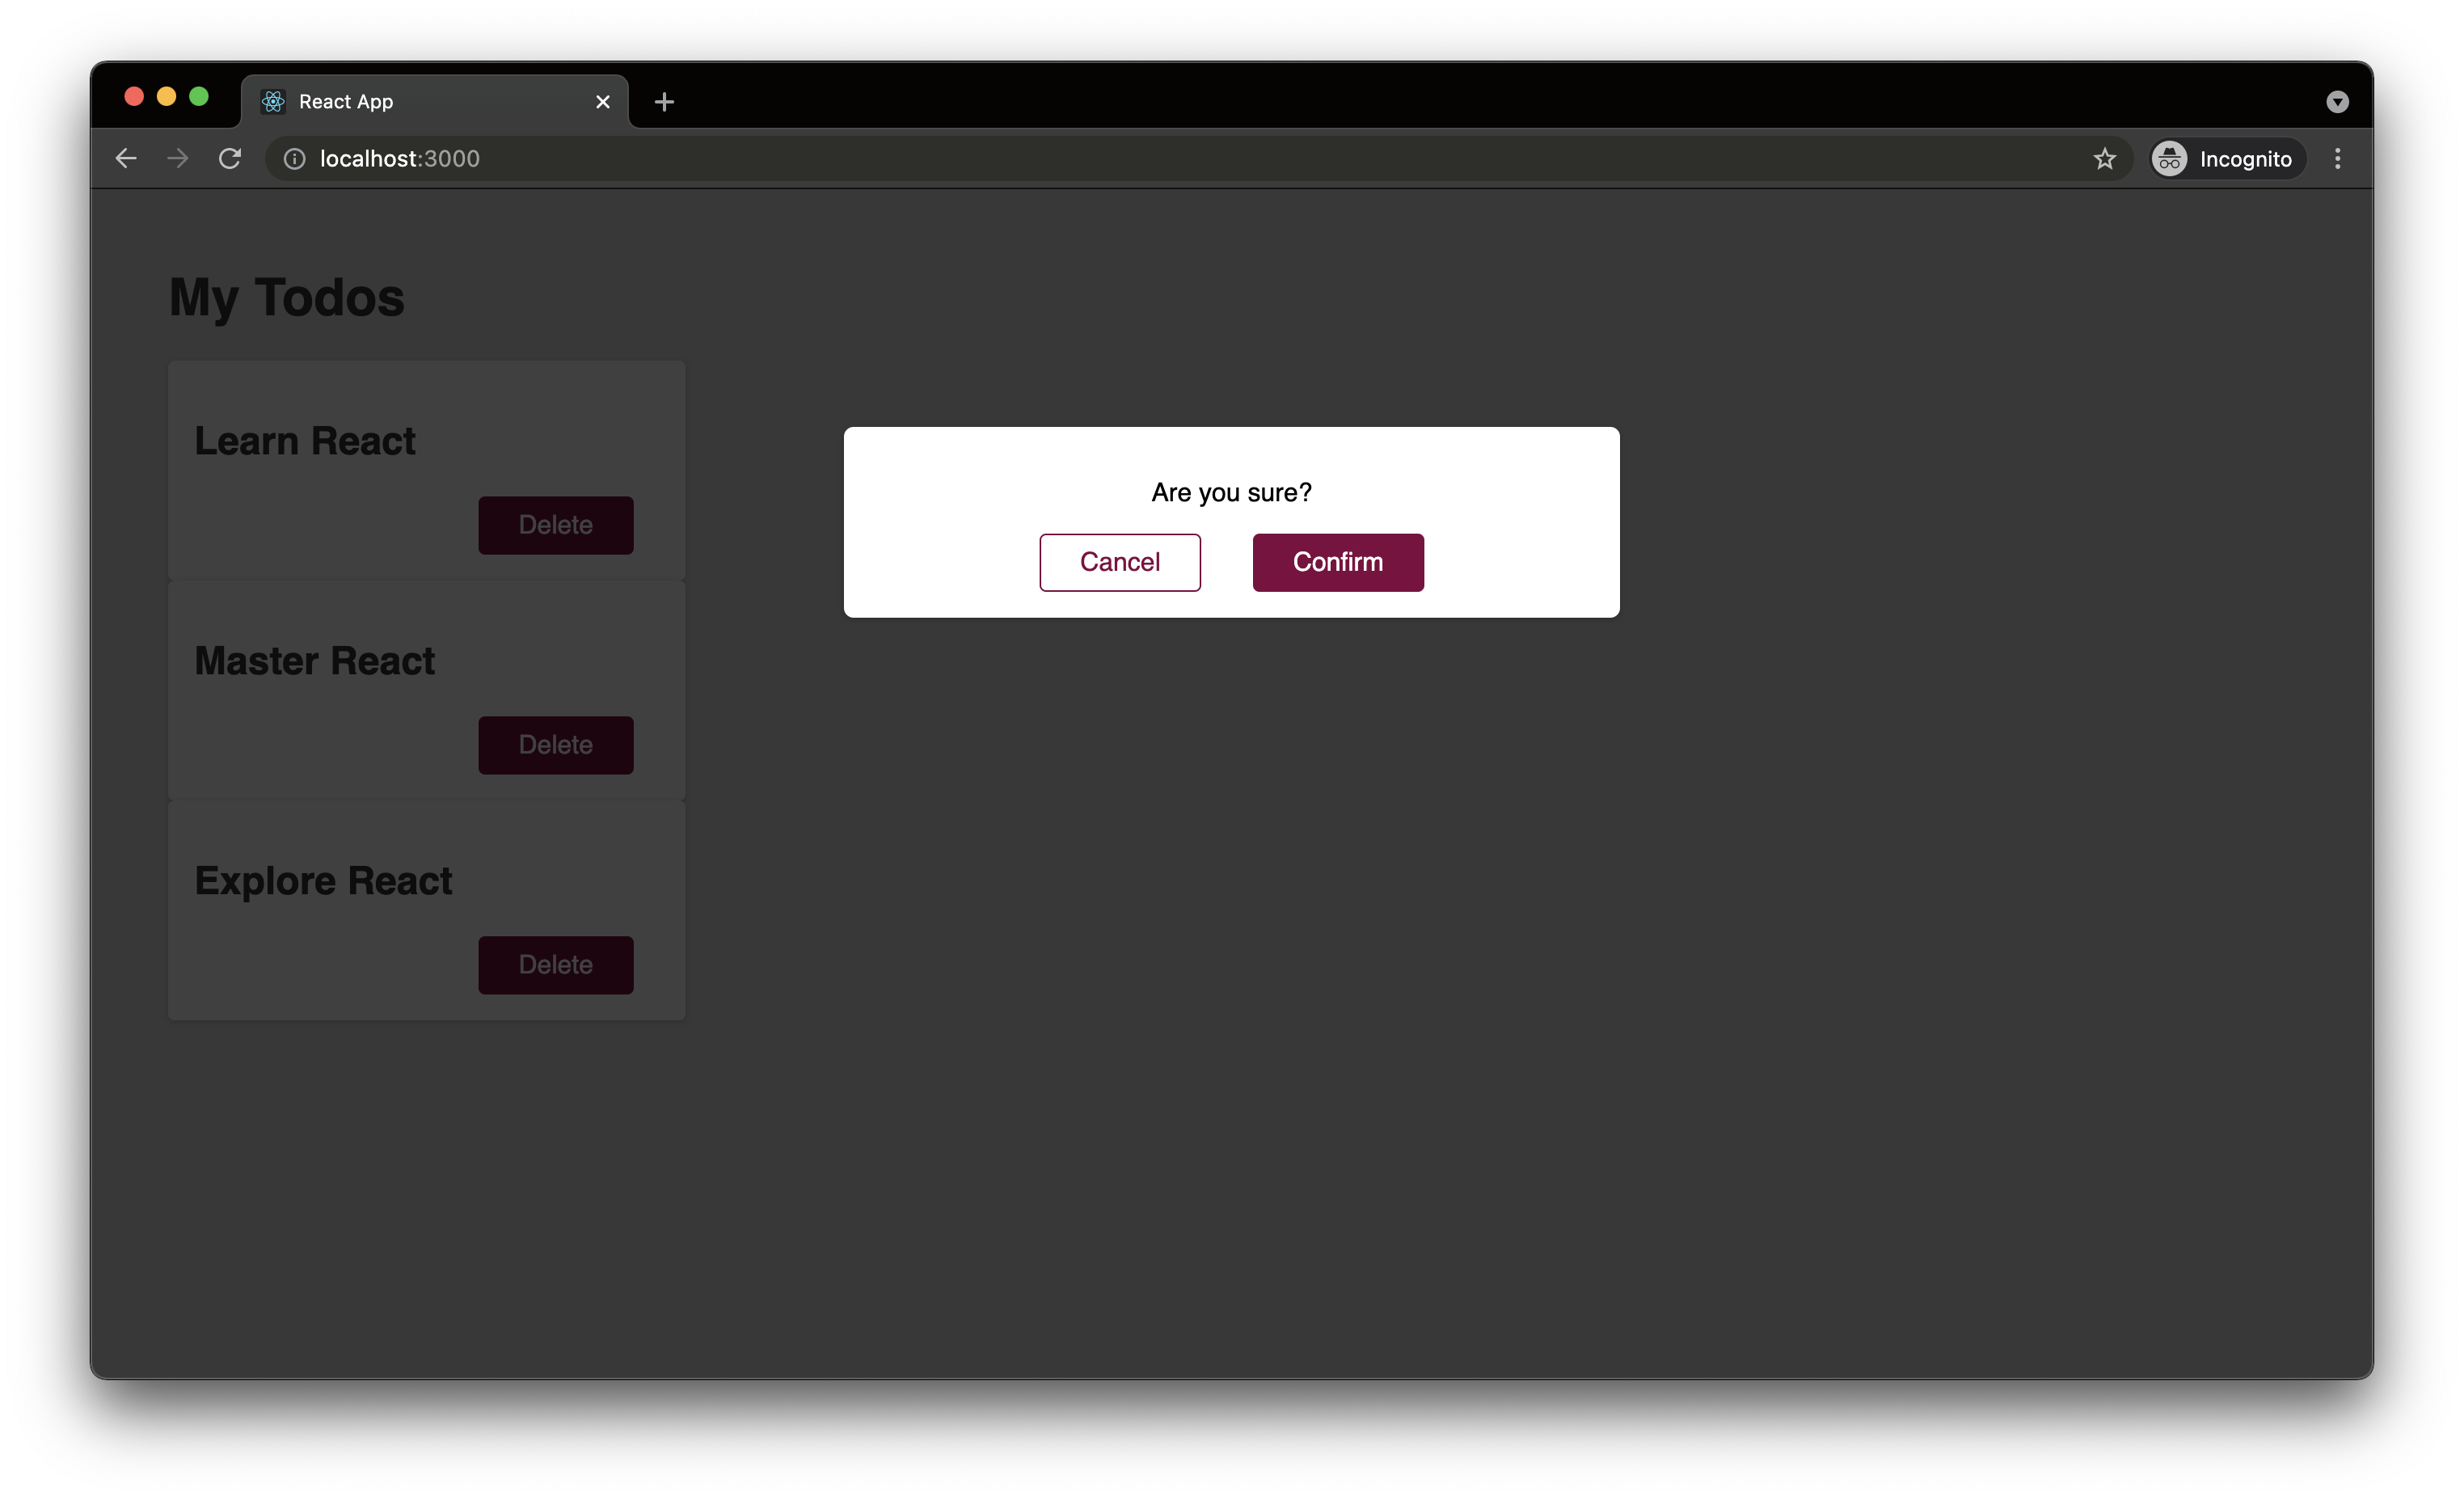 React App
localhost:3000
Incognito
My Todos
Learn React
Delete
Master React
Delete
Explore React
Delete
Are you sure?
Cancel
Confirm